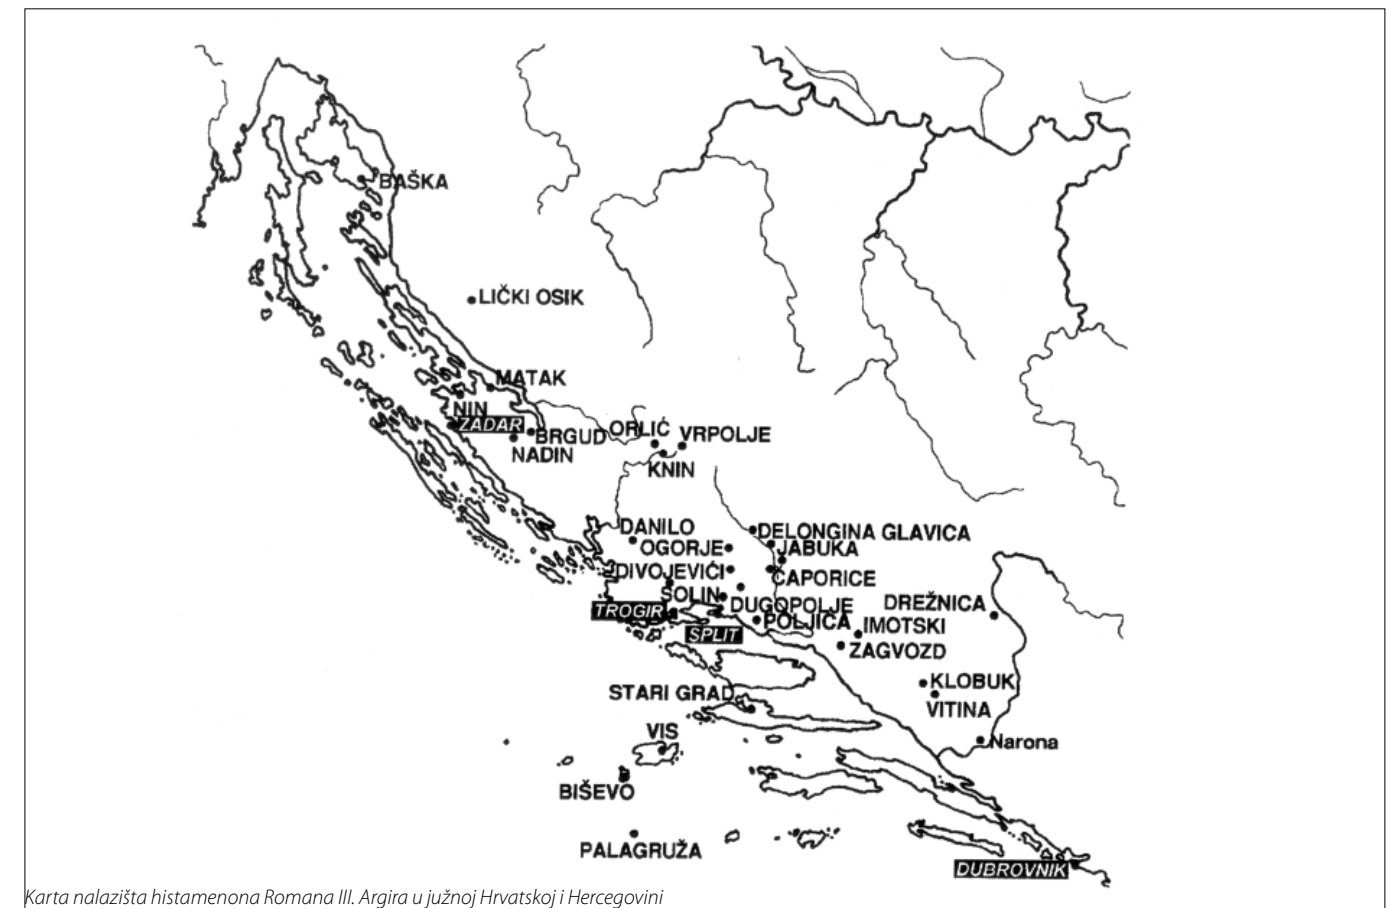 BAŠKA
LIČKI OSIK
MATAK
NIN
ZADAR
BRGUD
NADIN
ORLIĆ
VRPOLJE
KNIN
DANILO
OGORJE
DELONGINA GLAVICA
JABUKA
DIVOJEVIĆI
CAPORICE
SOLIN
DUGOPOLJE
DREŽNICA
TROGIR
POLJICA
IMOTSKI
SPLIT
ZAGVOZD
KLOBUK
STARI GRAD
VITINA
VIS
Narona
BIŠEVO
PALAGRUŽA
DUBROVNIK
Karta nalazišta histamenona Romana III. Argira u južnoj Hrvatskoj i Hercegovini